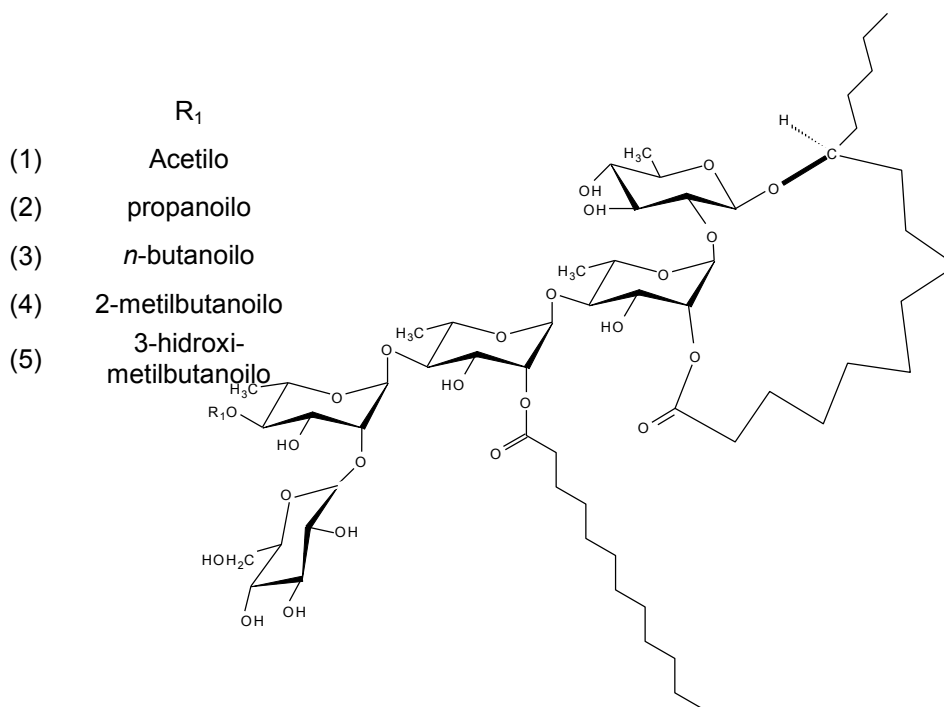 R1
(1) Acetilo
(2) propanoilo
(3) n-butanoilo
(4) 2-metilbutanoilo
(5) 3-hidroxi-
metilbutanoilo
H
C
O
H3C
O
OH
HO
O
H3C
O
O
HO
O
O
H3C
O
O
HO
O
O
H3C
O
R1O
HO
O
O
OH
HOH2C
OH
OH
OH